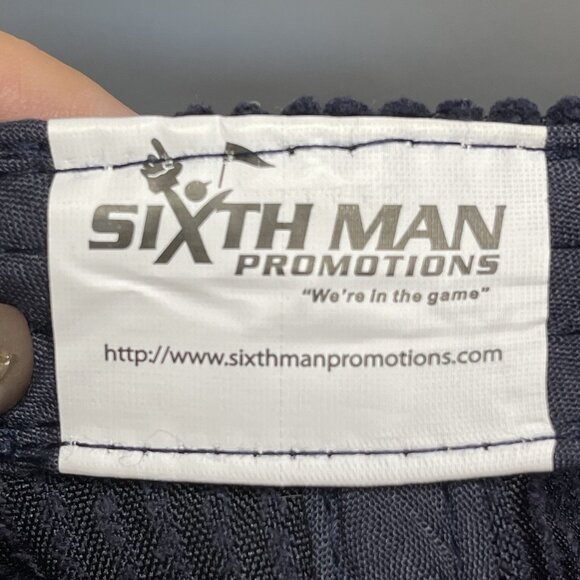 SIXTH MAN
PROMOTIONS
"We're in the game"
http://www.sixthmanpromotions.com